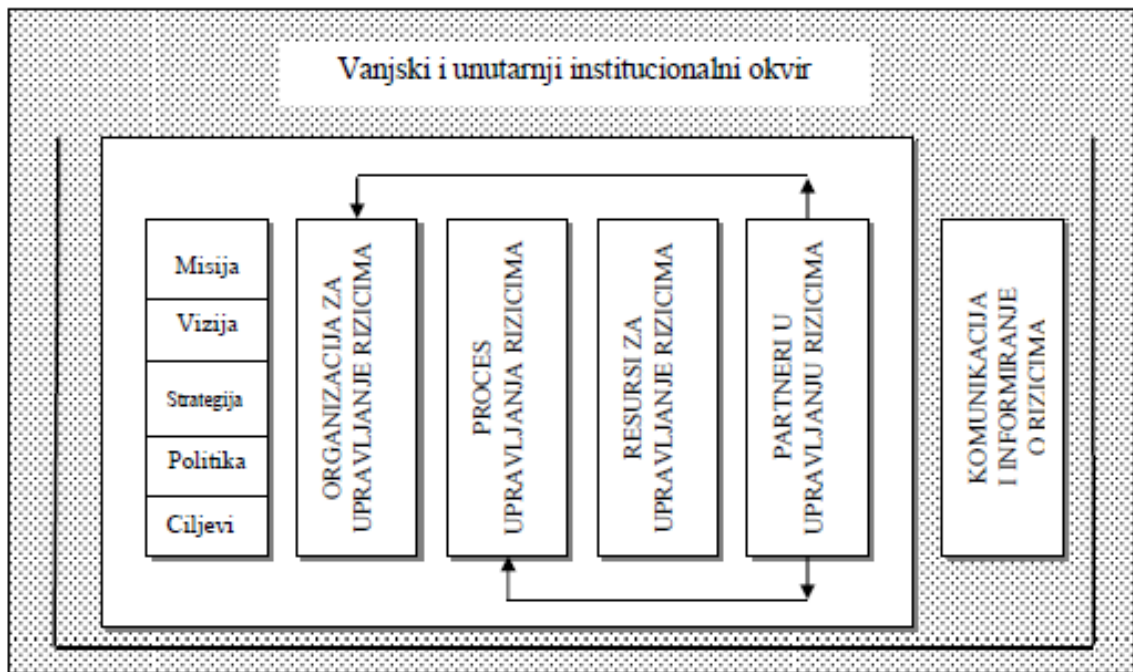 Vanjski i unutarnji institucionalni okvir
Misija
Vizija
Strategija
Politika
Ciljevi
ORGANIZACIJA ZA
UPRAVLJANJE RIZICIMA
PROCES
UPRAVLJANJA RIZICIMA
RESURSI ZA
UPRAVLJANJE RIZICIMA
PARTNERI U
UPRAVLJANJU RIZICIMA
KOMUNIKACIJA
I INFORMIRANJE
O RIZICIMA